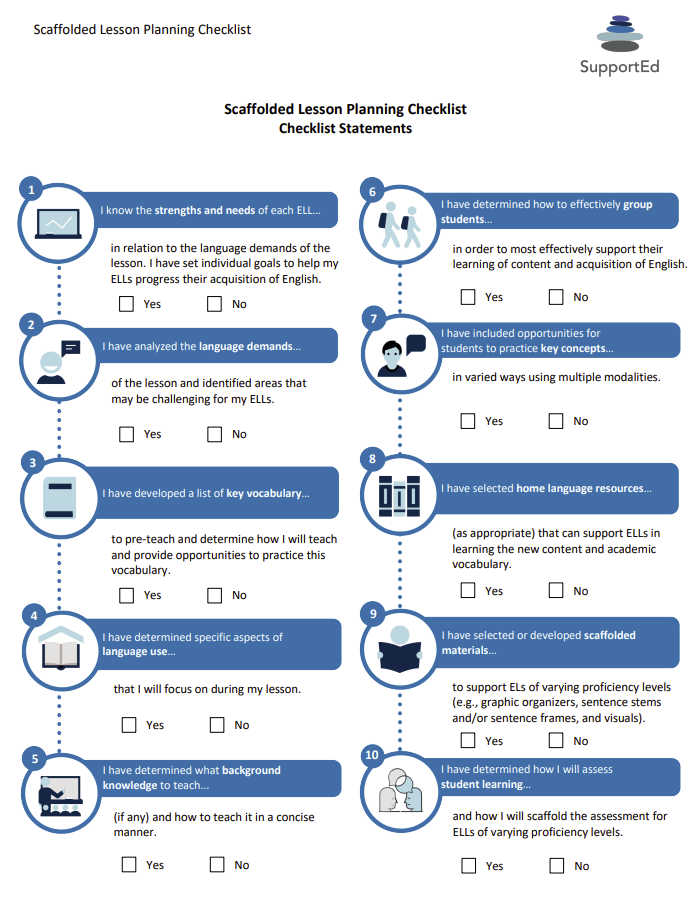 Scaffolded Lesson Planning Checklist
SupportEd
Scaffolded Lesson Planning Checklist
Checklist Statements
1
I know the strengths and needs of each ELL...
in relation to the language demands of the
lesson. I have set individual goals to help my
ELLs progress their acquisition of English.
Yes No
2
I have analyzed the language demands...
of the lesson and identified areas that
may be challenging for my ELLs.
Yes No
3
I have developed a list of key vocabulary...
to pre-teach and determine how I will teach
and provide opportunities to practice this
vocabulary.
Yes No
4
I have determined specific aspects of
language use...
that I will focus on during my lesson.
Yes No
5
I have determined what background
knowledge to teach...
(if any) and how to teach it in a concise
manner.
Yes No
6
I have determined how to effectively group
students...
in order to most effectively support their
learning of content and acquisition of English.
Yes No
7
I have included opportunities for
students to practice key concepts...
in varied ways using multiple modalities.
Yes No
8
I have selected home language resources...
(as appropriate) that can support ELLs in
learning the new content and academic
vocabulary.
Yes No
9
I have selected or developed scaffolded
materials...
to support ELs of varying proficiency levels
(e.g., graphic organizers, sentence stems
and/or sentence frames, and visuals).
Yes No
10
I have determined how I will assess
student learning...
and how I will scaffold the assessment for
ELLs of varying proficiency levels.
Yes No